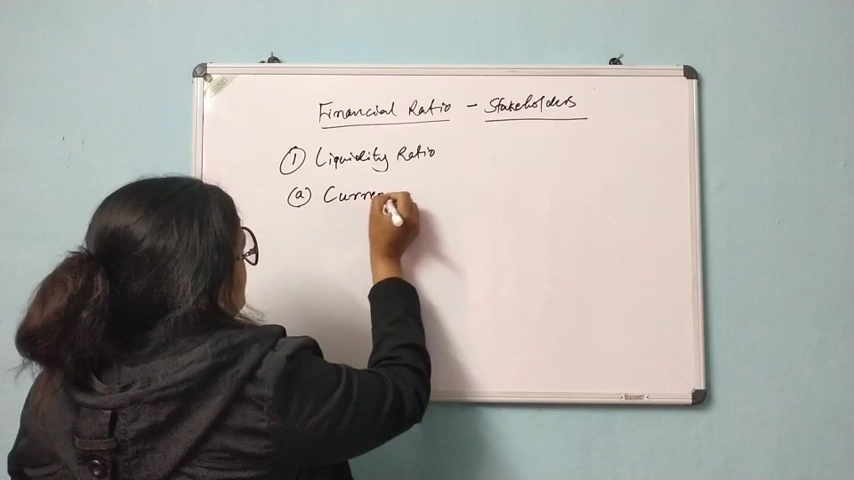 Financial Ratio - Stakeholders
① Liquidity Ratio
ⓐ Curre